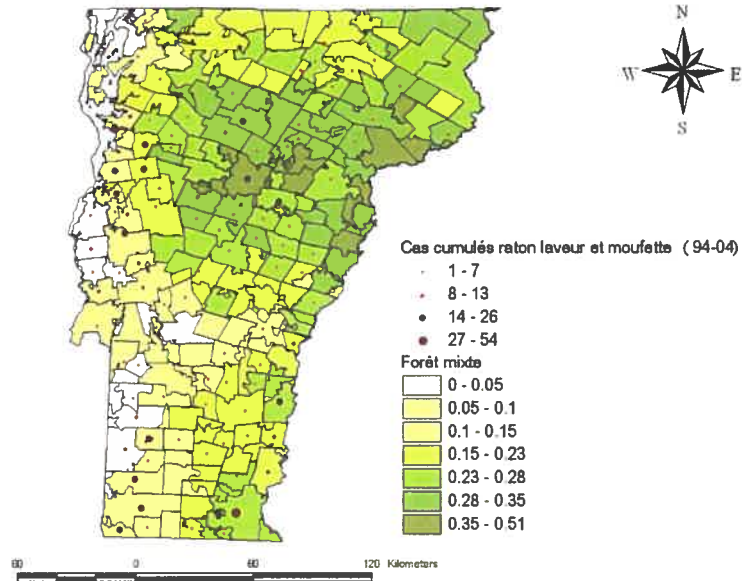 N
W E
S
Cas cumulés raton laveur et moufette ( 94-04)
1 - 7
8 - 13
14 - 26
27 - 54
Forêt mixte
0 - 0.05
0.05 - 0.1
0.1 - 0.15
0.15 - 0.23
0.23 - 0.28
0.28 - 0.35
0.35 - 0.51
60 0 60 120 Kilometers